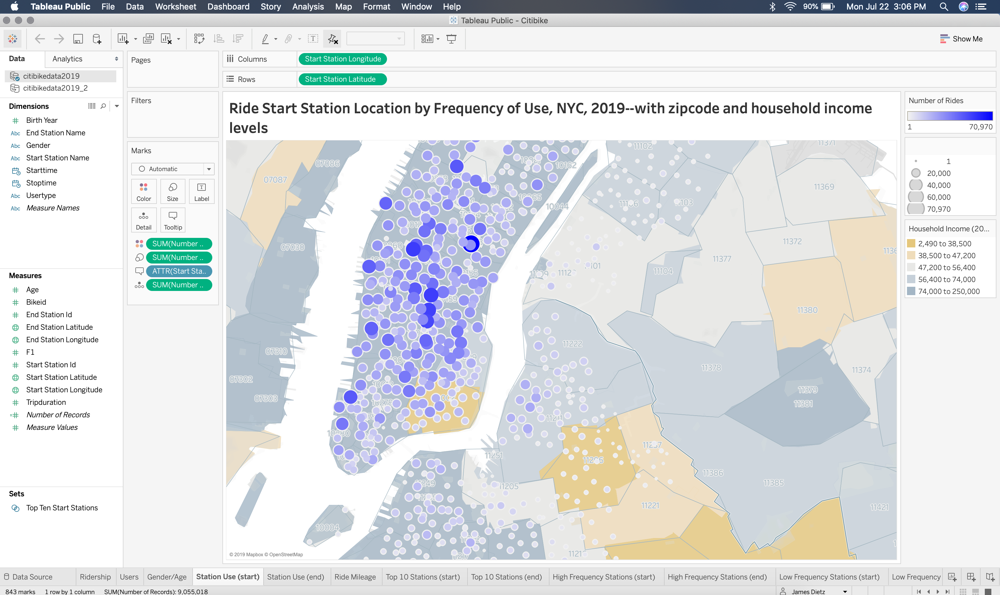 Tableau Public File Data Worksheet Dashboard Story Analysis Map Format Window Help 90% Mon Jul 22 3:06 PM
Tableau Public - Citibike
Show Me
Data Analytics
citibikedata2019
citibikedata2019_2
Dimensions
Birth Year
Abc End Station Name
Abc Gender
Abc Start Station Name
Starttime
Stoptime
Abc Usertype
Abc Measure Names
Measures
Age
Bikeid
End Station Id
End Station Latitude
End Station Longitude
F1
Start Station Id
Start Station Latitude
Start Station Longitude
Tripduration
Number of Records
Measure Values
Sets
Top Ten Start Stations
Pages
Filters
Marks
Automatic
Color Size Label
Detail Tooltip
SUM(Number ..
SUM(Number ..
ATTR(Start Sta..
SUM(Number ..
Columns Start Station Longitude
Rows Start Station Latitude
Ride Start Station Location by Frequency of Use, NYC, 2019--with zipcode and household income
levels
11371
11102
07086
10162
07087
11369
10044
11103
11372
07030
11377
11104
11380
11222
07310
11378
11374
07302
11379
07303
10278
11381
11211
10280
11237
11251
11206
11386
11385
11249
11205
11221
11421
10004
© 2019 Mapbox © OpenStreetMap
Number of Rides
1 70,970
1
20,000
40,000
60,000
70,970
Household Income (20...
2,490 to 38,500
38,500 to 47,200
47,200 to 56,400
56,400 to 74,000
74,000 to 250,000
Data Source Ridership Users Gender/Age Station Use (start) Station Use (end) Ride Mileage Top 10 Stations (start) Top 10 Stations (end) High Frequency Stations (start) High Frequency Stations (end) Low Frequency Stations (start) Low Frequency
843 marks 1 row by 1 column SUM(Number of Records): 9,055,018 James Dietz